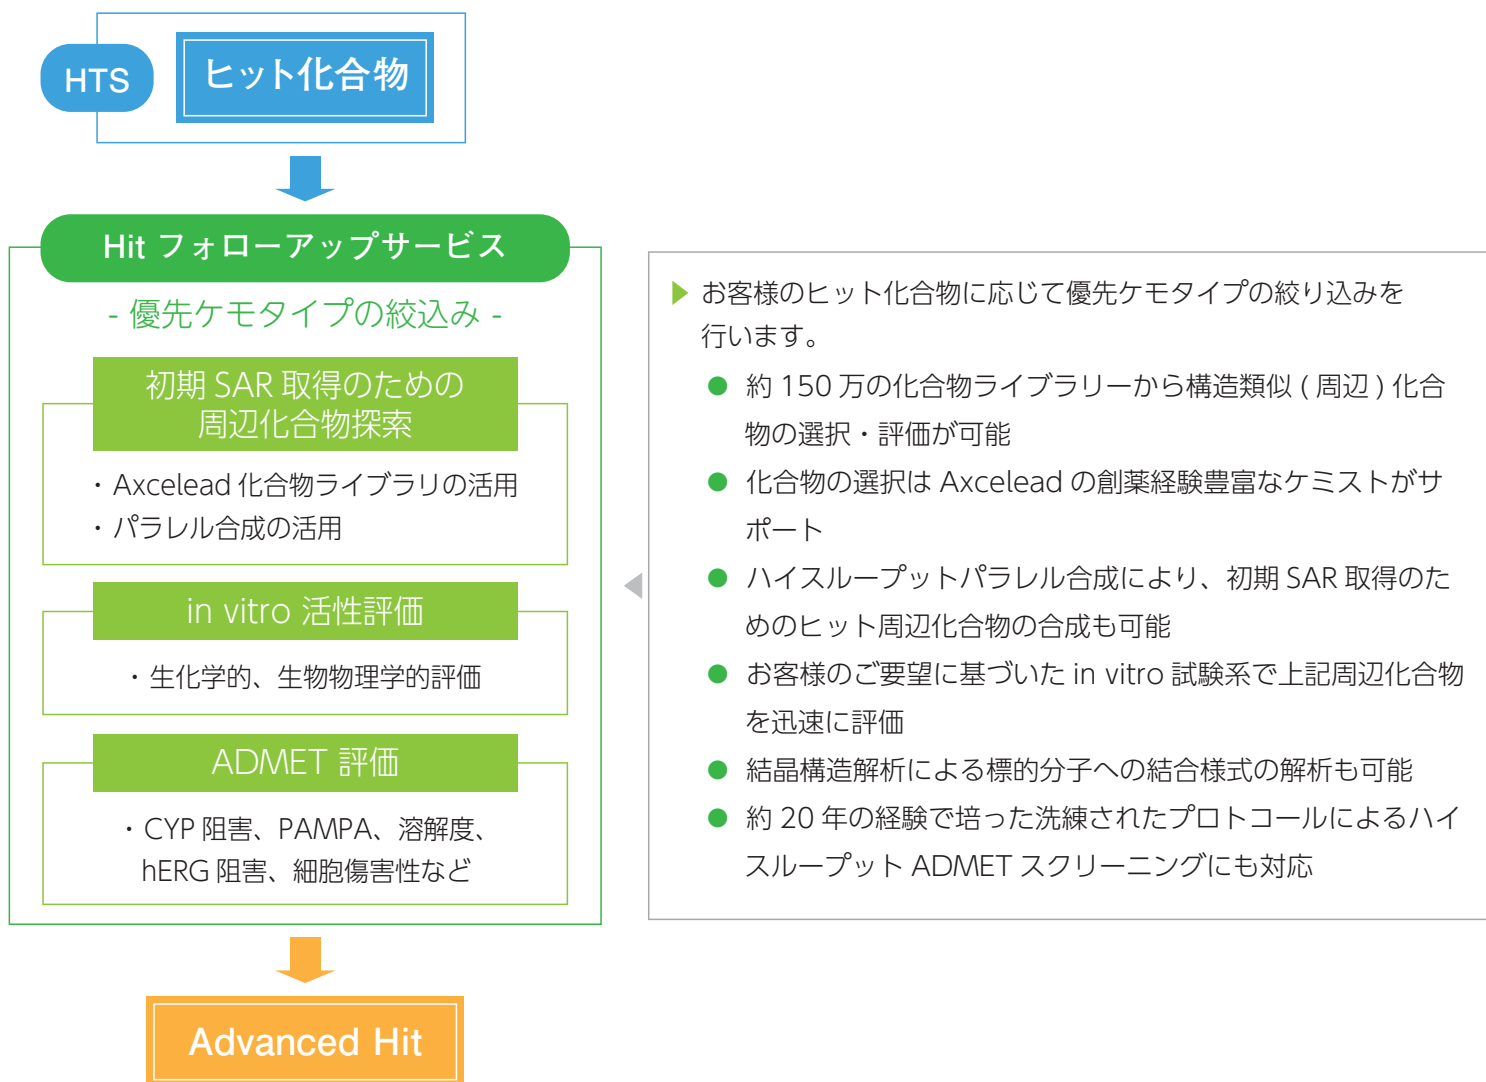 HTS
ヒット化合物
Hit フォローアップサービス
- 優先ケモタイプの絞込み -
初期 SAR 取得のための
周辺化合物探索
・Axcelead 化合物ライブラリの活用
・パラレル合成の活用
in vitro 活性評価
・生化学的、生物物理学的評価
ADMET 評価
・CYP 阻害、PAMPA、溶解度、
hERG 阻害、細胞傷害性など
Advanced Hit
▶ お客様のヒット化合物に応じて優先ケモタイプの絞り込みを
行います。
● 約 150 万の化合物ライブラリーから構造類似 ( 周辺 ) 化合
物の選択・評価が可能
● 化合物の選択は Axcelead の創薬経験豊富なケミストがサ
ポート
● ハイスループットパラレル合成により、初期 SAR 取得のた
めのヒット周辺化合物の合成も可能
● お客様のご要望に基づいた in vitro 試験系で上記周辺化合物
を迅速に評価
● 結晶構造解析による標的分子への結合様式の解析も可能
● 約 20 年の経験で培った洗練されたプロトコールによるハイ
スループット ADMET スクリーニングにも対応